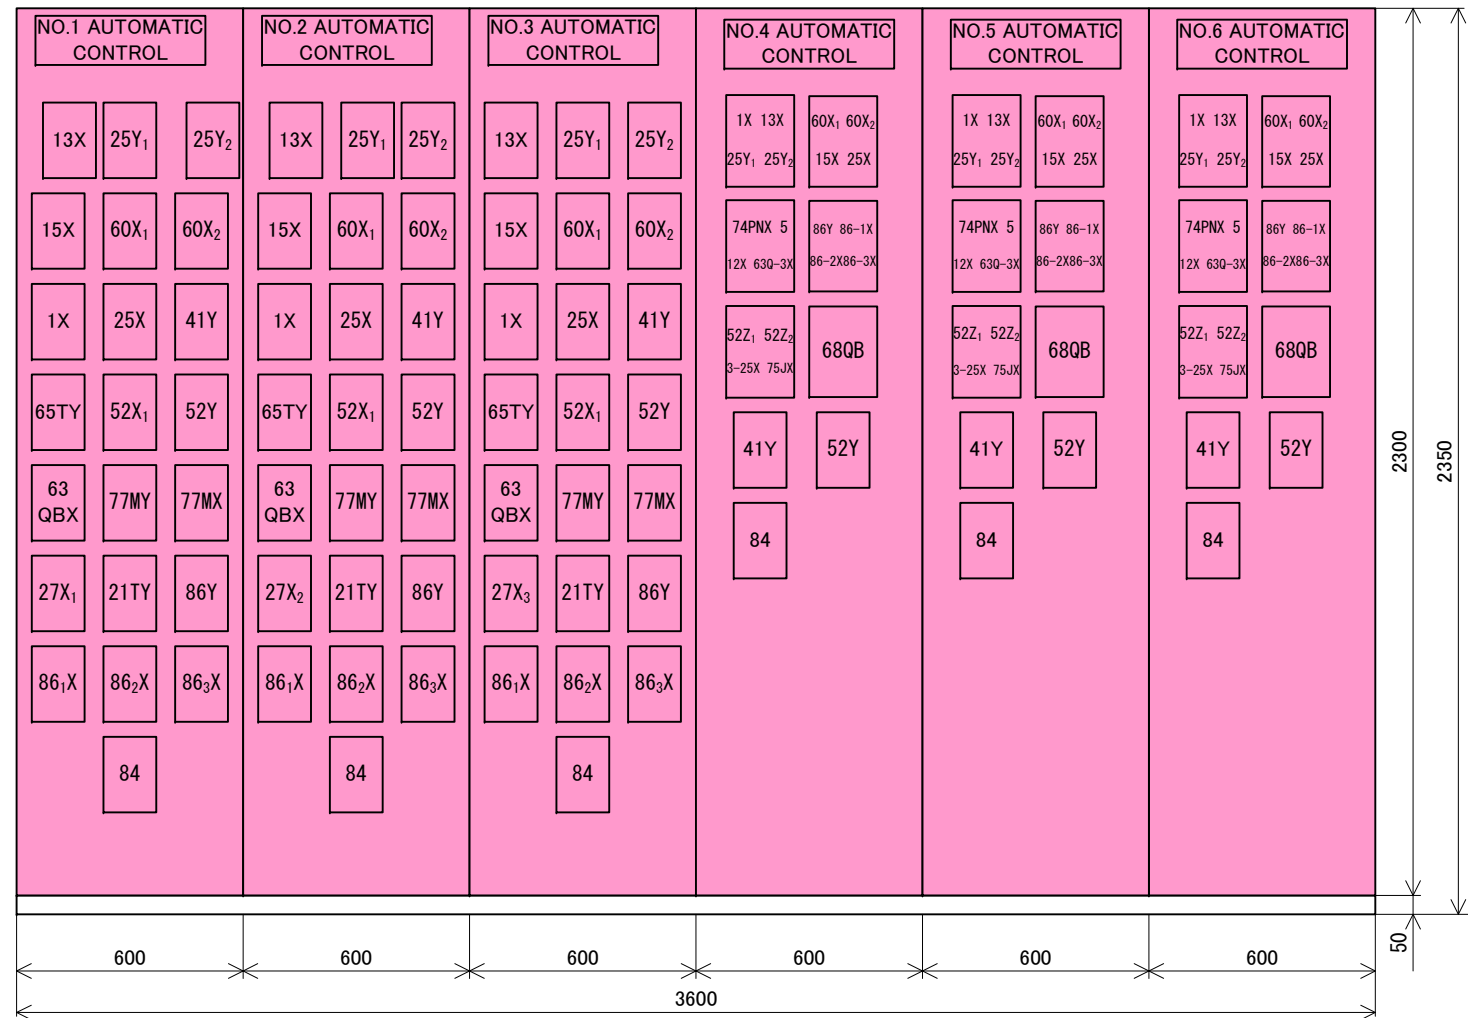 NO.1 AUTOMATIC
CONTROL
NO.2 AUTOMATIC
CONTROL
NO.3 AUTOMATIC
CONTROL
NO.4 AUTOMATIC
CONTROL
NO.5 AUTOMATIC
CONTROL
NO.6 AUTOMATIC
CONTROL
13X 25Y₁ 25Y₂
15X 60X₁ 60X₂
1X 25X 41Y
65TY 52X₁ 52Y
63
QBX 77MY 77MX
27X₁ 21TY 86Y
86₁X 86₂X 86₃X
84
13X 25Y₁ 25Y₂
15X 60X₁ 60X₂
1X 25X 41Y
65TY 52X₁ 52Y
63
QBX 77MY 77MX
27X₂ 21TY 86Y
86₁X 86₂X 86₃X
84
13X 25Y₁ 25Y₂
15X 60X₁ 60X₂
1X 25X 41Y
65TY 52X₁ 52Y
63
QBX 77MY 77MX
27X₃ 21TY 86Y
86₁X 86₂X 86₃X
84
1X 13X 60X₁ 60X₂
25Y₁ 25Y₂ 15X 25X
74PNX 5 86Y 86-1X
12X 63Q-3X 86-2X86-3X
52Z₁ 52Z₂
3-25X 75JX
68QB
41Y 52Y
84
1X 13X 60X₁ 60X₂
25Y₁ 25Y₂ 15X 25X
74PNX 5 86Y 86-1X
12X 63Q-3X 86-2X86-3X
52Z₁ 52Z₂
3-25X 75JX
68QB
41Y 52Y
84
1X 13X 60X₁ 60X₂
25Y₁ 25Y₂ 15X 25X
74PNX 5 86Y 86-1X
12X 63Q-3X 86-2X86-3X
52Z₁ 52Z₂
3-25X 75JX
68QB
41Y 52Y
84
2300
2350
50
600 600 600 600 600 600
3600